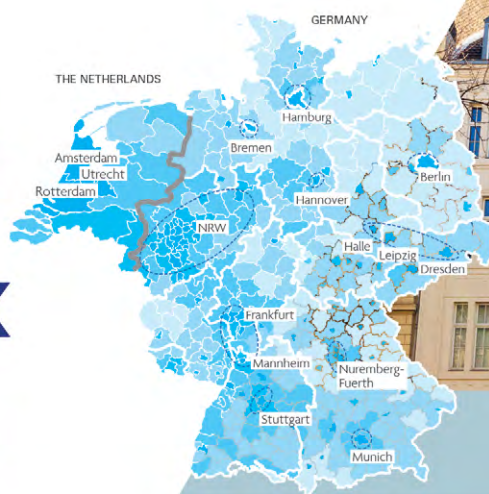 GERMANY
THE NETHERLANDS
Hamburg
Bremen
Amsterdam
Utrecht
Rotterdam
Berlin
Hannover
NRW
Halle
Leipzig
Dresden
Frankfurt
Mannheim
Nuremberg-
Fuerth
Stuttgart
Munich